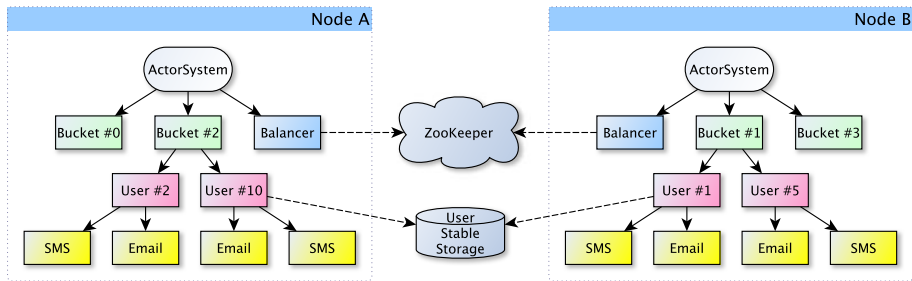 Node A
Node B
ActorSystem
ActorSystem
Bucket #0
Bucket #2
Balancer
ZooKeeper
Balancer
Bucket #1
Bucket #3
User #2
User #10
User #1
User #5
User
Stable
Storage
SMS
Email
Email
SMS
SMS
Email
Email
SMS